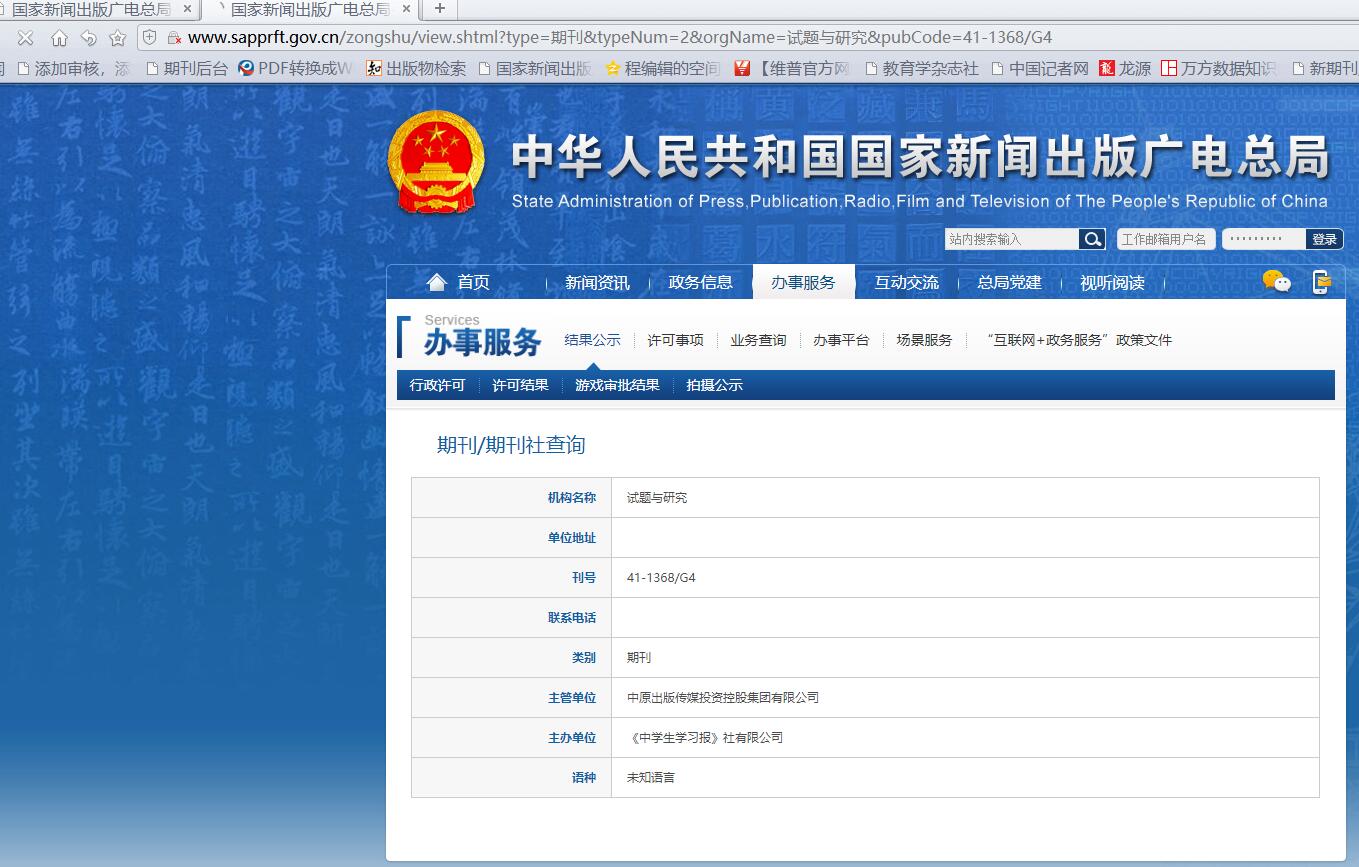 国家新闻出版广电总局
国家新闻出版广电总局
www.sapprft.gov.cn/zongshu/view.shtml?type=期刊&typeNum=2&orgName=试题与研究&pubCode=41-1368/G4
添加审核，添 期刊后台 PDF转换成W 出版物检索 国家新闻出版 程编辑的空间 【维普官方网 教育学杂志社 中国记者网 龙源 万方数据知识 新期刊
中华人民共和国国家新闻出版广电总局
State Administration of Press,Publication,Radio,Film and Television of The People's Republic of China
站内搜索输入 工作邮箱用户名 ········· 登录
首页 新闻资讯 政务信息 办事服务 互动交流 总局党建 视听阅读
Services
办事服务 结果公示 许可事项 业务查询 办事平台 场景服务 “互联网+政务服务”政策文件
行政许可 许可结果 游戏审批结果 拍摄公示
期刊/期刊社查询
机构名称 试题与研究
单位地址
刊号 41-1368/G4
联系电话
类别 期刊
主管单位 中原出版传媒投资控股集团有限公司
主办单位 《中学生学习报》社有限公司
语种 未知语言